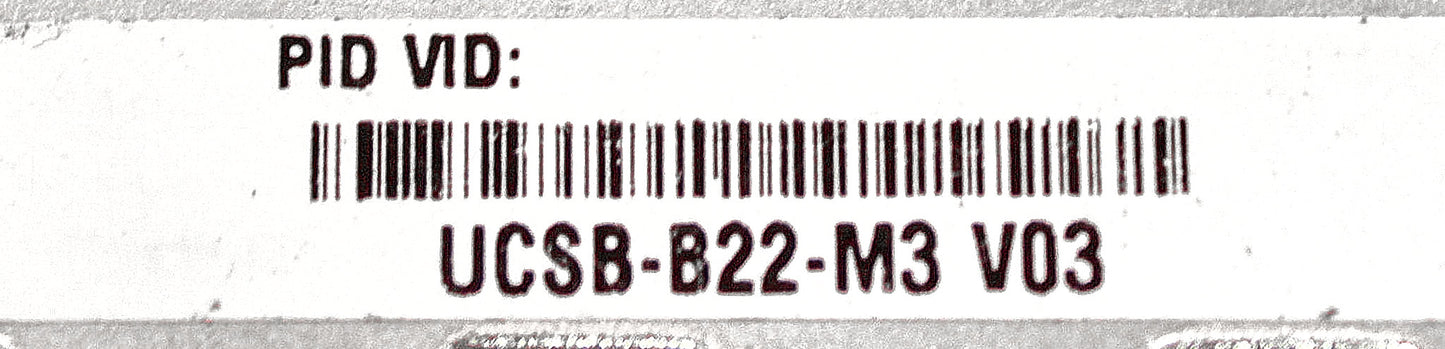 PID VID:
UCSB-B22-M3 V03